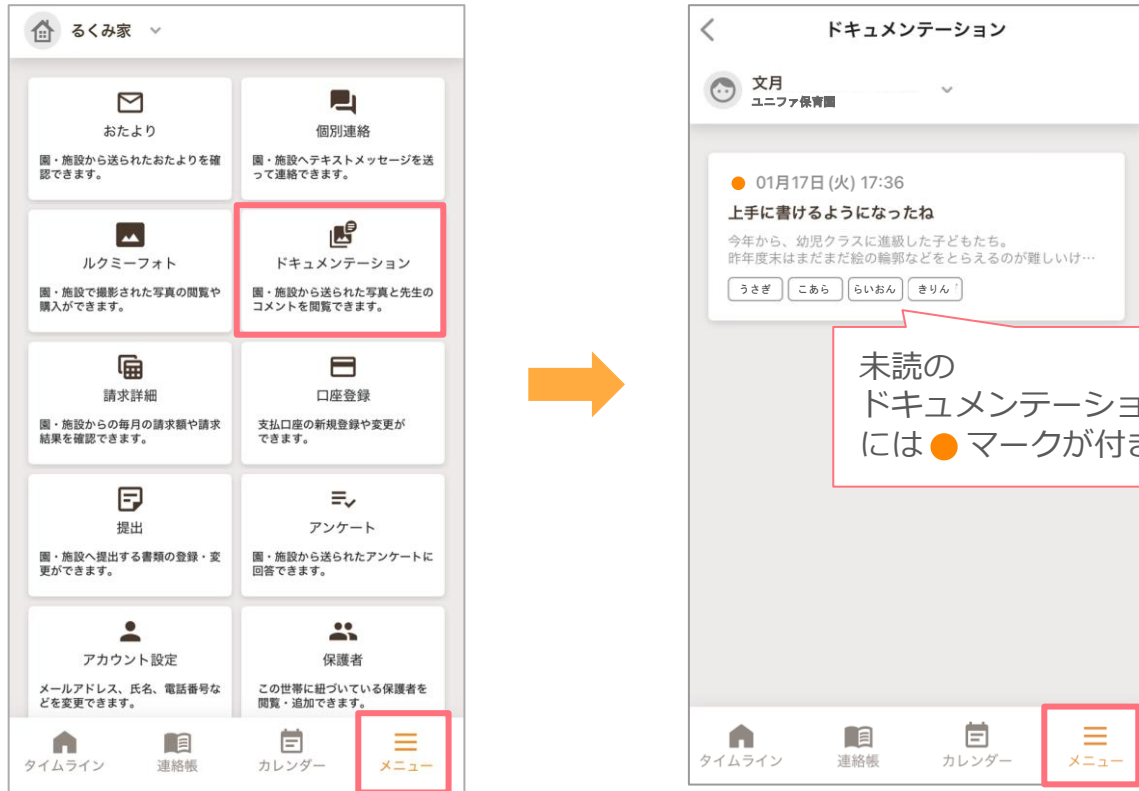 るくみ家
おたより
園・施設から送られたおたよりを確
認できます。
個別連絡
園・施設へテキストメッセージを送
って連絡できます。
ルクミーフォト
園・施設で撮影された写真の閲覧や
購入ができます。
ドキュメンテーション
園・施設から送られた写真と先生の
コメントを閲覧できます。
請求詳細
園・施設からの毎月の請求額や請求
結果を確認できます。
口座登録
支払口座の新規登録や変更が
できます。
提出
園・施設へ提出する書類の登録・変
更ができます。
アンケート
園・施設から送られたアンケートに
回答できます。
アカウント設定
メールアドレス、氏名、電話番号な
どを変更できます。
保護者
この世帯に紐づいている保護者を
閲覧・追加できます。
タイムライン 連絡帳 カレンダー メニュー
ドキュメンテーション
文月
ユニファ保育園
01月17日(火) 17:36
上手に書けるようになったね
今年から、幼児クラスに進級した子どもたち。
昨年度末はまだまだ絵の輪郭などをとらえるのが難しいけ…
うさぎ こあら らいおん きりん
未読の
ドキュメンテーショ
には マークが付き
タイムライン 連絡帳 カレンダー メニュー